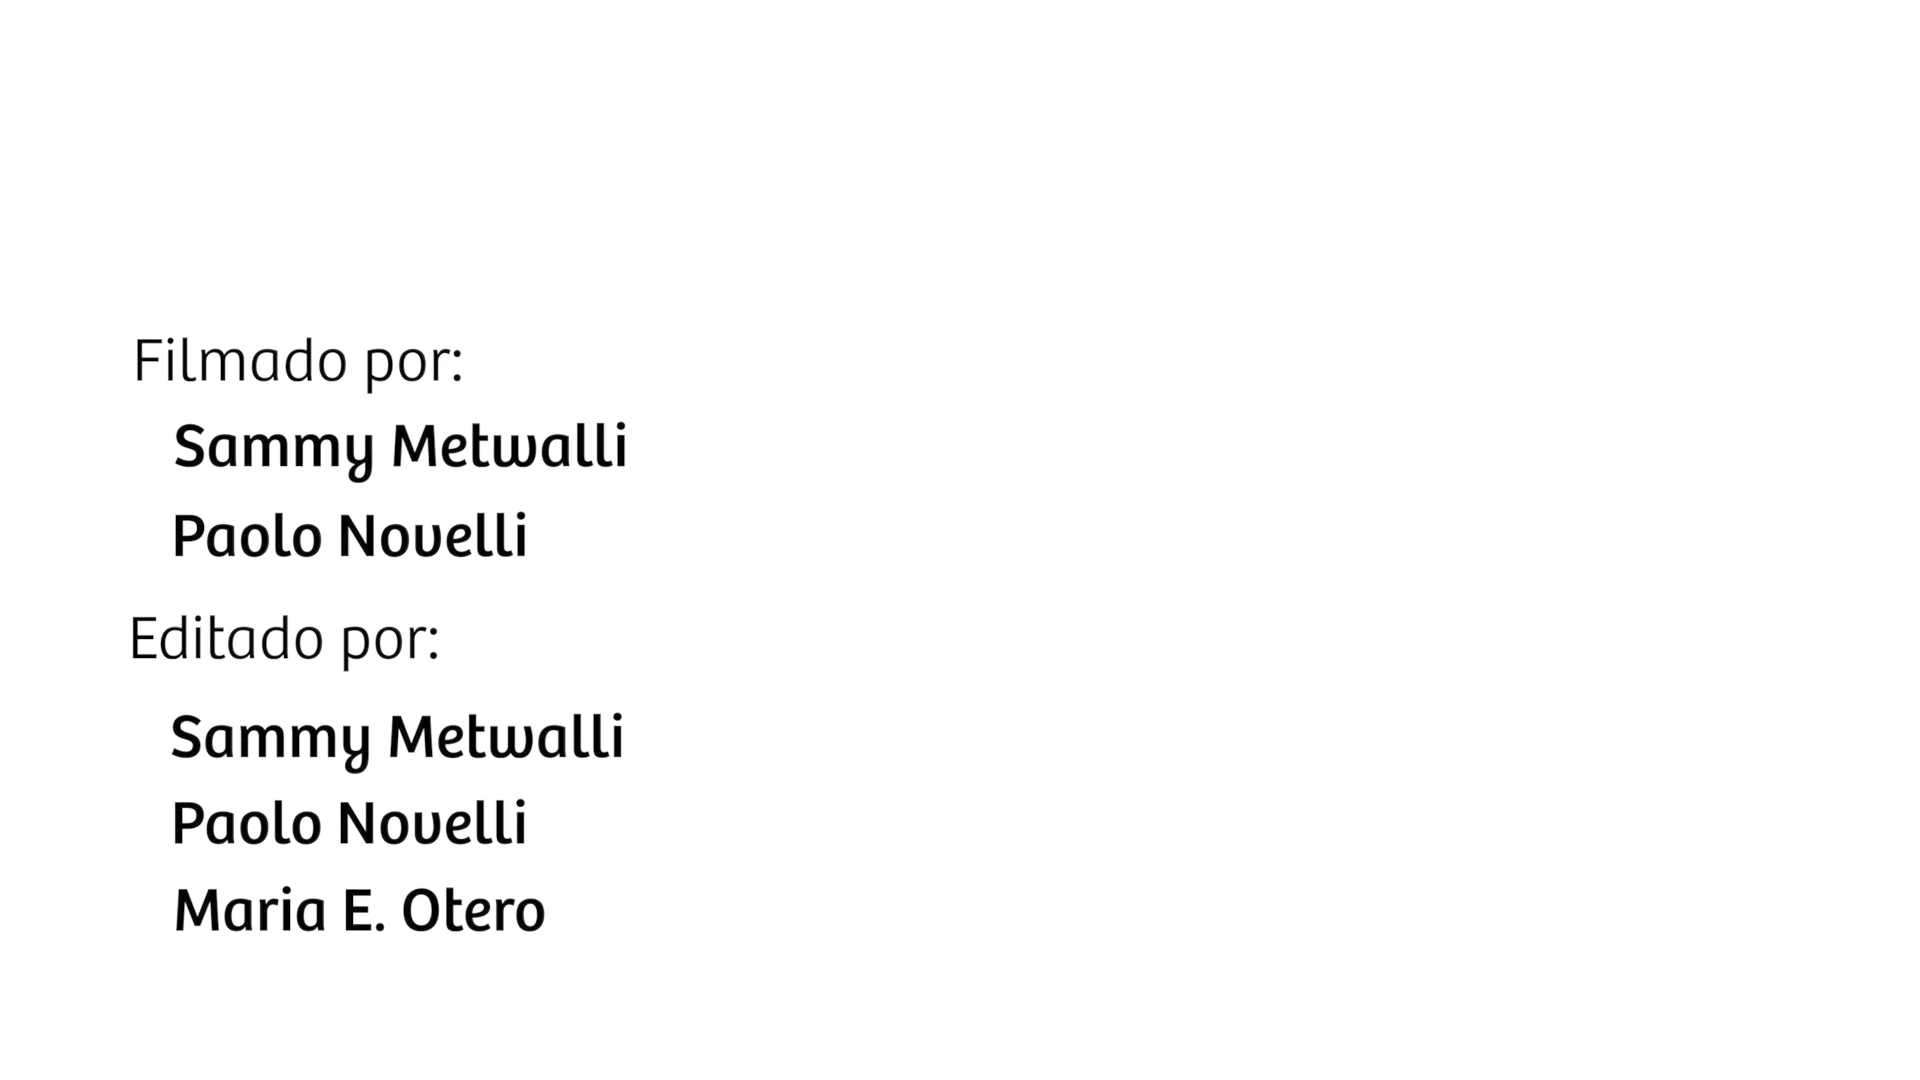 Filmado por:
Sammy Metwalli
Paolo Novelli
Editado por:
Sammy Metwalli
Paolo Novelli
Maria E. Otero